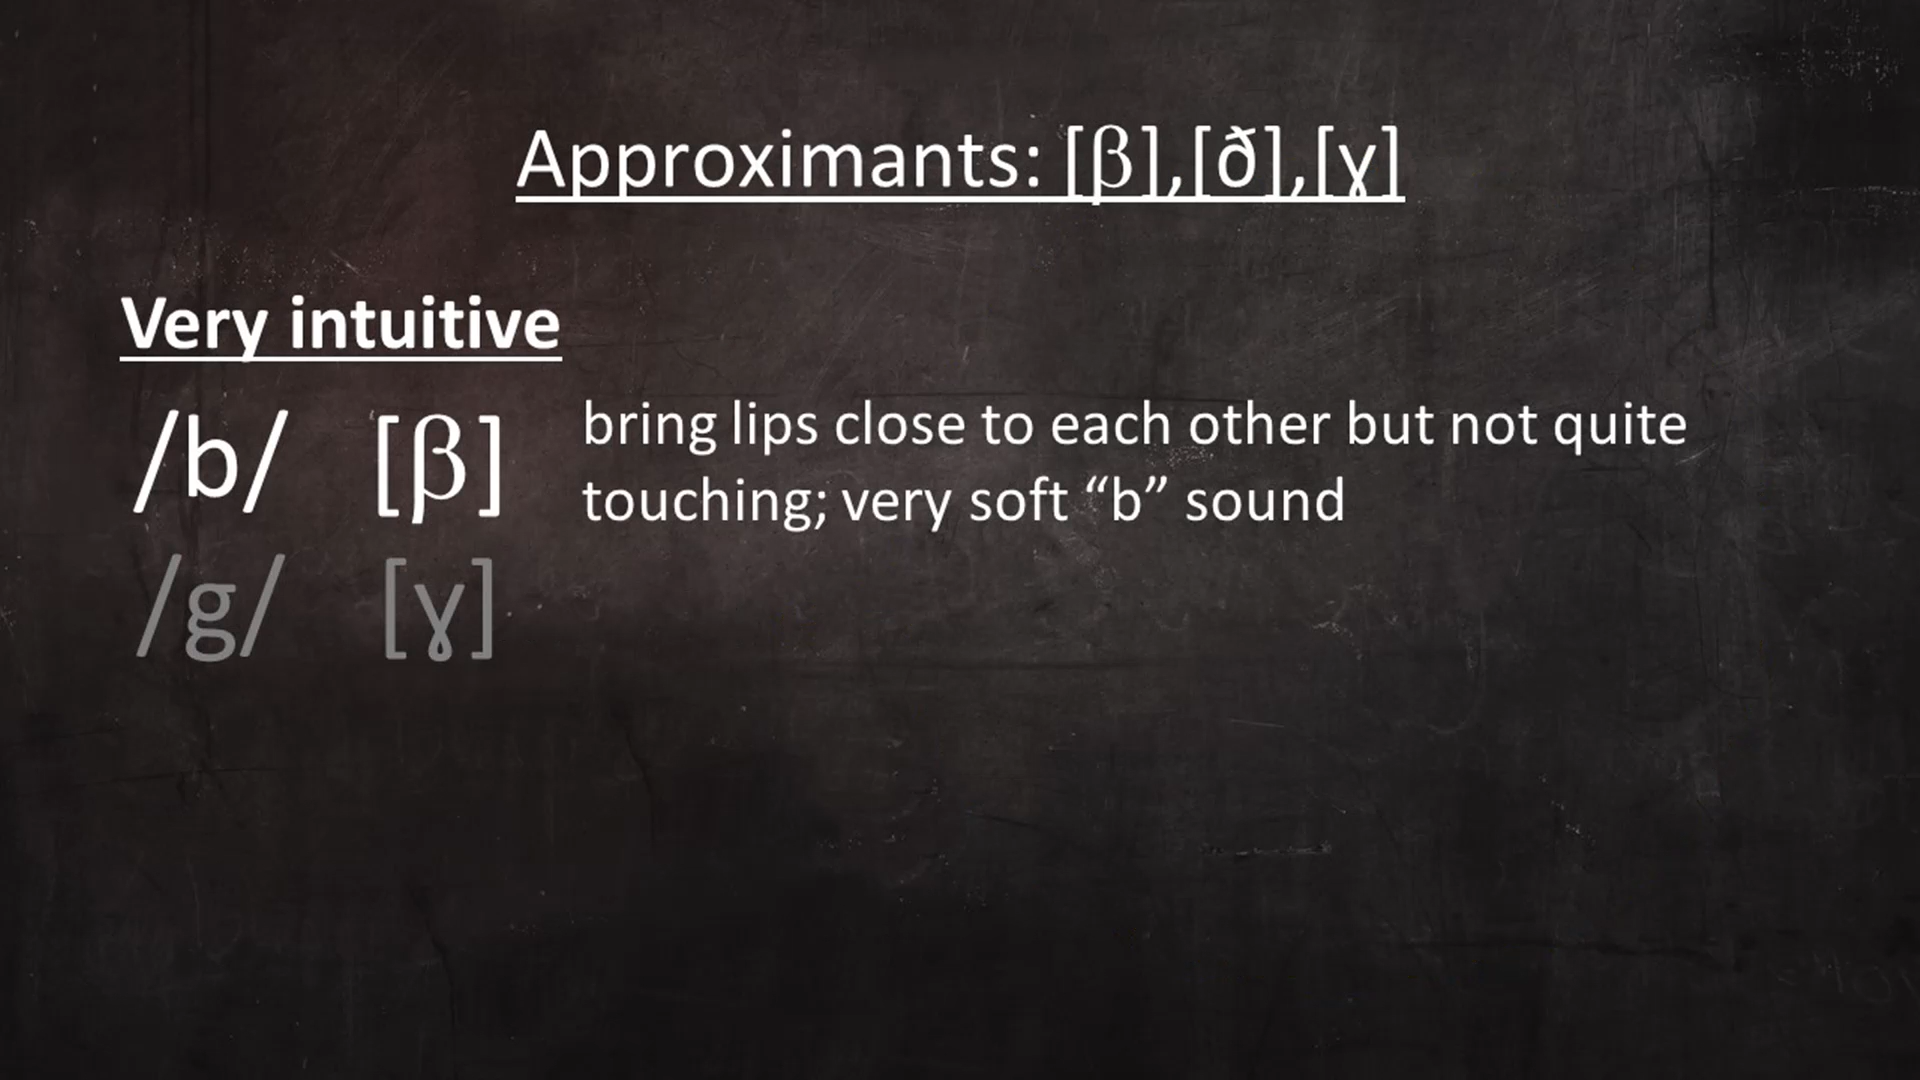 Approximants: [β],[ð],[ɣ]
Very intuitive
/b/ [β] bring lips close to each other but not quite
touching; very soft “b” sound
/g/ [ɣ]